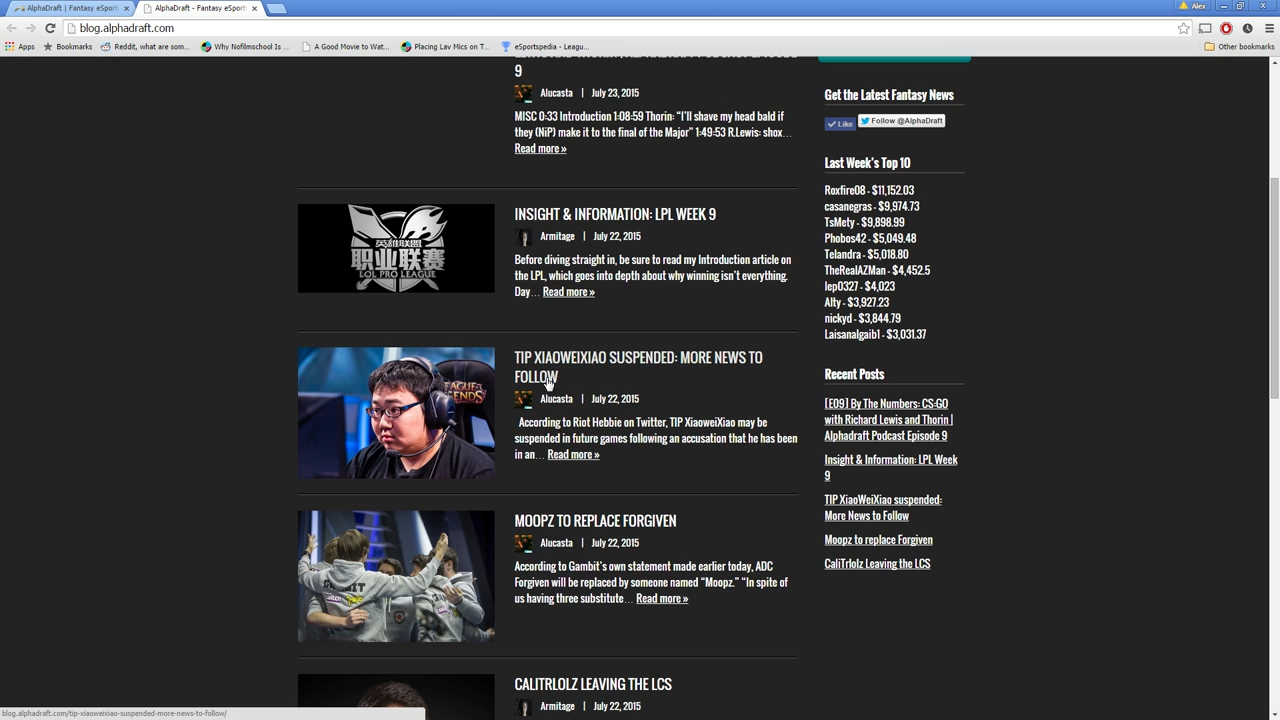 AlphaDraft | Fantasy eSport
AlphaDraft - Fantasy eSport
Alex
blog.alphadraft.com
Apps
Bookmarks
Reddit, what are som...
Why Nofilmschool Is ...
A Good Movie to Wat...
Placing Lav Mics on T...
eSportspedia - Leagu...
Other bookmarks
9
Alucasta | July 23, 2015
MISC 0:33 Introduction 1:08:59 Thorin: “I’ll shave my head bald if
they (NiP) make it to the final of the Major” 1:49:53 R.Lewis: shox…
Read more »
职业联赛
LOL PRO LEAGUE
INSIGHT & INFORMATION: LPL WEEK 9
Armitage | July 22, 2015
Before diving straight in, be sure to read my Introduction article on
the LPL, which goes into depth about why winning isn’t everything.
Day… Read more »
TIP XIAOWEIXIAO SUSPENDED: MORE NEWS TO
FOLLOW
Alucasta | July 22, 2015
According to Riot Hebbie on Twitter, TIP XiaoweiXiao may be
suspended in future games following an accusation that he has been
in an… Read more »
MOOPZ TO REPLACE FORGIVEN
Alucasta | July 22, 2015
According to Gambit’s own statement made earlier today, ADC
Forgiven will be replaced by someone named “Moopz.” “In spite of
us having three substitute… Read more »
GAMBIT
CALITRLOLZ LEAVING THE LCS
Armitage | July 22, 2015
Get the Latest Fantasy News
Like
Follow @AlphaDraft
Last Week’s Top 10
Roxfire08 - $11,152.03
casanegras - $9,974.73
TsMety - $9,898.99
Phobos42 - $5,049.48
Telandra - $5,018.80
TheRealAZMan - $4,452.5
lep0327 - $4,023
Alty - $3,927.23
nickyd - $3,844.79
Laisanalgaib1 - $3,031.37
Recent Posts
[E09] By The Numbers: CS:GO
with Richard Lewis and Thorin |
Alphadraft Podcast Episode 9
Insight & Information: LPL Week
9
TIP XiaoWeiXiao suspended:
More News to Follow
Moopz to replace Forgiven
CaliTrlolz Leaving the LCS
blog.alphadraft.com/tip-xiaoweixiao-suspended-more-news-to-follow/